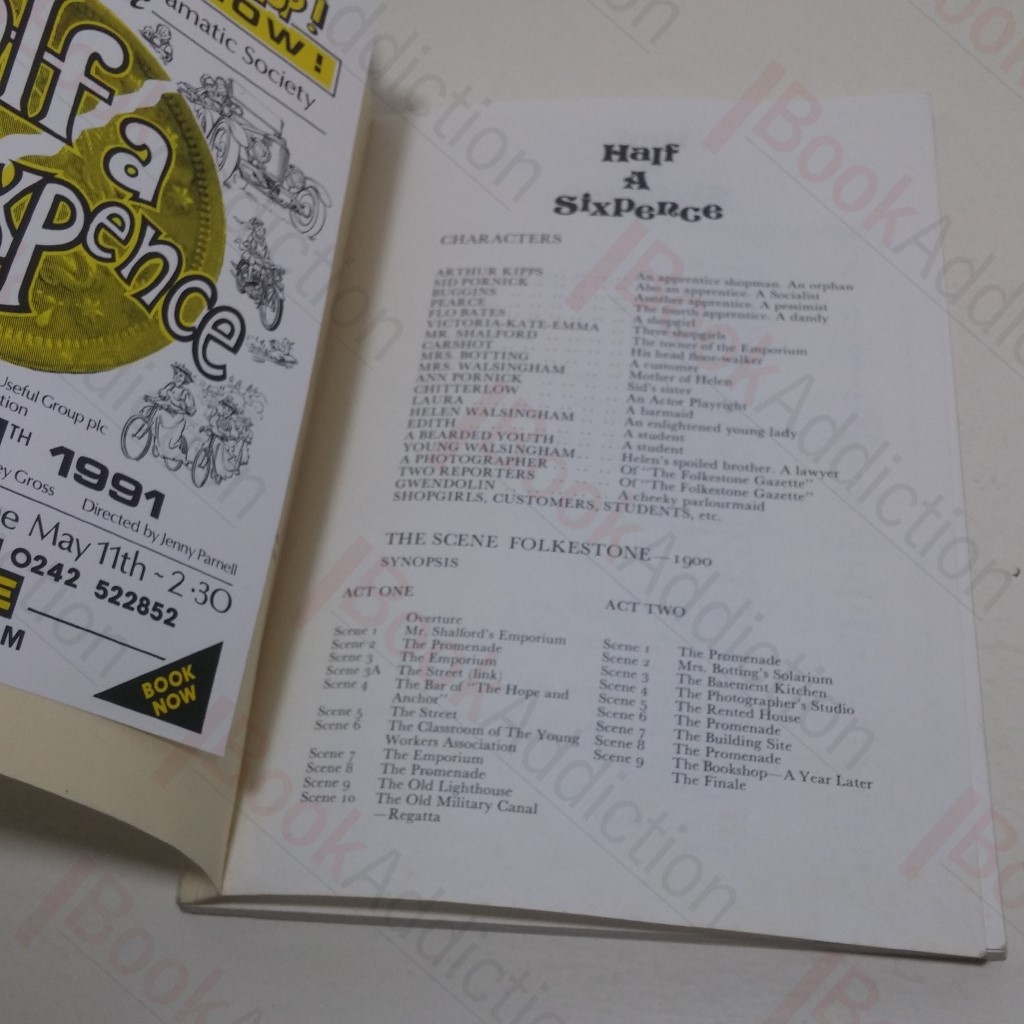 OW!
amatic Society
lf
a
xpence
Useful Group plc
tion
TH 1991
ey Gross
Directed by Jenny Parnell
May 11th - 2·30
0242 522852
E
M
BOOK
NOW
Half
A
Sixpence
CHARACTERS
ARTHUR KIPPS . . . . An apprentice shopman. An orphan
SID PORNICK . . . . Also an apprentice. A Socialist
BUGGINS . . . . Another apprentice. A pessimist
PEARCE . . . . The fourth apprentice. A dandy
FLO BATES . . . . A shopgirl
VICTORIA-KATE-EMMA . . . . Three shopgirls
MR. SHALFORD . . . . The owner of the Emporium
CARSHOT . . . . His head floor-walker
MRS. BOTTING . . . . A customer
MRS. WALSINGHAM . . . . Mother of Helen
ANN PORNICK . . . . Sid's sister
CHITTERLOW . . . . An Actor Playright
LAURA . . . . A barmaid
HELEN WALSINGHAM . . . . An enlightened young lady
EDITH . . . . A student
A BEARDED YOUTH . . . . A student
YOUNG WALSINGHAM . . . . Helen's spoiled brother. A lawyer
A PHOTOGRAPHER . . . . Of "The Folkestone Gazette"
TWO REPORTERS . . . . Of "The Folkestone Gazette"
GWENDOLIN . . . . A cheeky parlourmaid
SHOPGIRLS, CUSTOMERS, STUDENTS, etc.
THE SCENE FOLKESTONE—1900
SYNOPSIS
ACT ONE
Overture
Scene 1 Mr. Shalford's Emporium
Scene 2 The Promenade
Scene 3 The Emporium
Scene 3A The Street (link)
Scene 4 The Bar of "The Hope and
Anchor"
Scene 5 The Street
Scene 6 The Classroom of The Young
Workers Association
Scene 7 The Emporium
Scene 8 The Promenade
Scene 9 The Old Lighthouse
Scene 10 The Old Military Canal
—Regatta
ACT TWO
Scene 1 The Promenade
Scene 2 Mrs. Botting's Solarium
Scene 3 The Basement Kitchen
Scene 4 The Photographer's Studio
Scene 5 The Rented House
Scene 6 The Promenade
Scene 7 The Building Site
Scene 8 The Promenade
Scene 9 The Bookshop—A Year Later
The Finale
BookAddiction